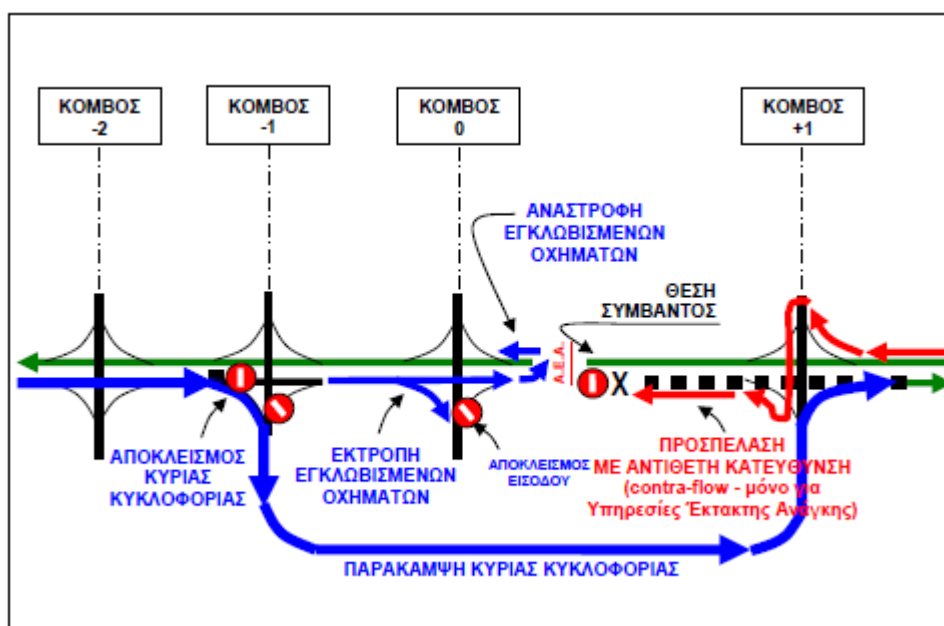 ΚΟΜΒΟΣ
-2
ΚΟΜΒΟΣ
-1
ΚΟΜΒΟΣ
0
ΚΟΜΒΟΣ
+1
ΑΝΑΣΤΡΟΦΗ
ΕΓΚΛΩΒΙΣΜΕΝΩΝ
ΟΧΗΜΑΤΩΝ
ΘΕΣΗ
ΣΥΜΒΑΝΤΟΣ
Α.Ε.Α.
X
ΑΠΟΚΛΕΙΣΜΟΣ
ΚΥΡΙΑΣ
ΚΥΚΛΟΦΟΡΙΑΣ
ΕΚΤΡΟΠΗ
ΕΓΚΛΩΒΙΣΜΕΝΩΝ
ΟΧΗΜΑΤΩΝ
ΑΠΟΚΛΕΙΣΜΟΣ
ΕΙΣΟΔΟΥ
ΠΡΟΣΠΕΛΑΣΗ
ΜΕ ΑΝΤΙΘΕΤΗ ΚΑΤΕΥΘΥΝΣΗ
(contra-flow - μόνο για
Υπηρεσίες Έκτακτης Ανάγκης)
ΠΑΡΑΚΑΜΨΗ ΚΥΡΙΑΣ ΚΥΚΛΟΦΟΡΙΑΣ